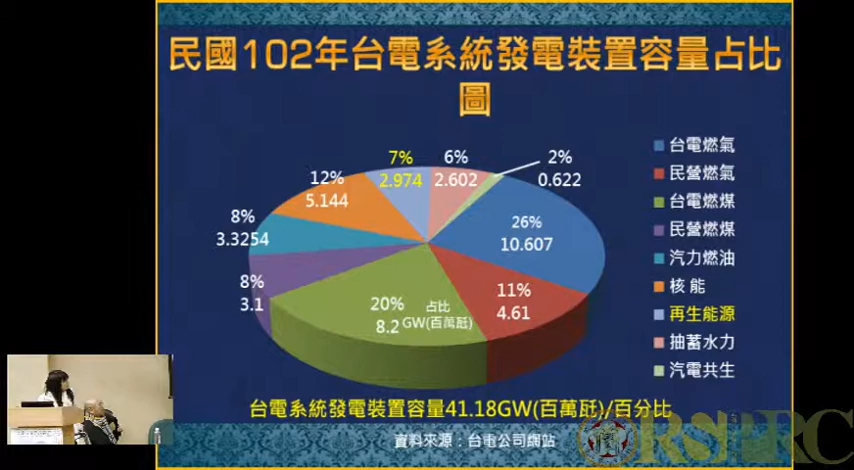 民國102年台電系統發電裝置容量占比
圖
7%
2.974
6%
2.602
2%
0.622
12%
5.144
26%
10.607
8%
3.3254
8%
3.1
20%
8.2
占比
GW(百萬瓩)
11%
4.61
台電燃氣
民營燃氣
台電燃煤
民營燃煤
汽力燃油
核能
再生能源
抽蓄水力
汽電共生
台電系統發電裝置容量41.18GW(百萬瓩)/百分比
資料來源：台電公司網站
RSPRC